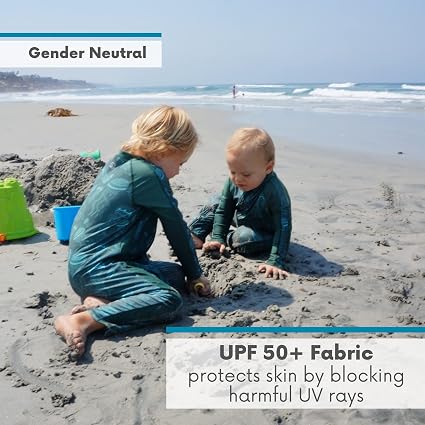 Gender Neutral
UPF 50+ Fabric
protects skin by blocking
harmful UV rays